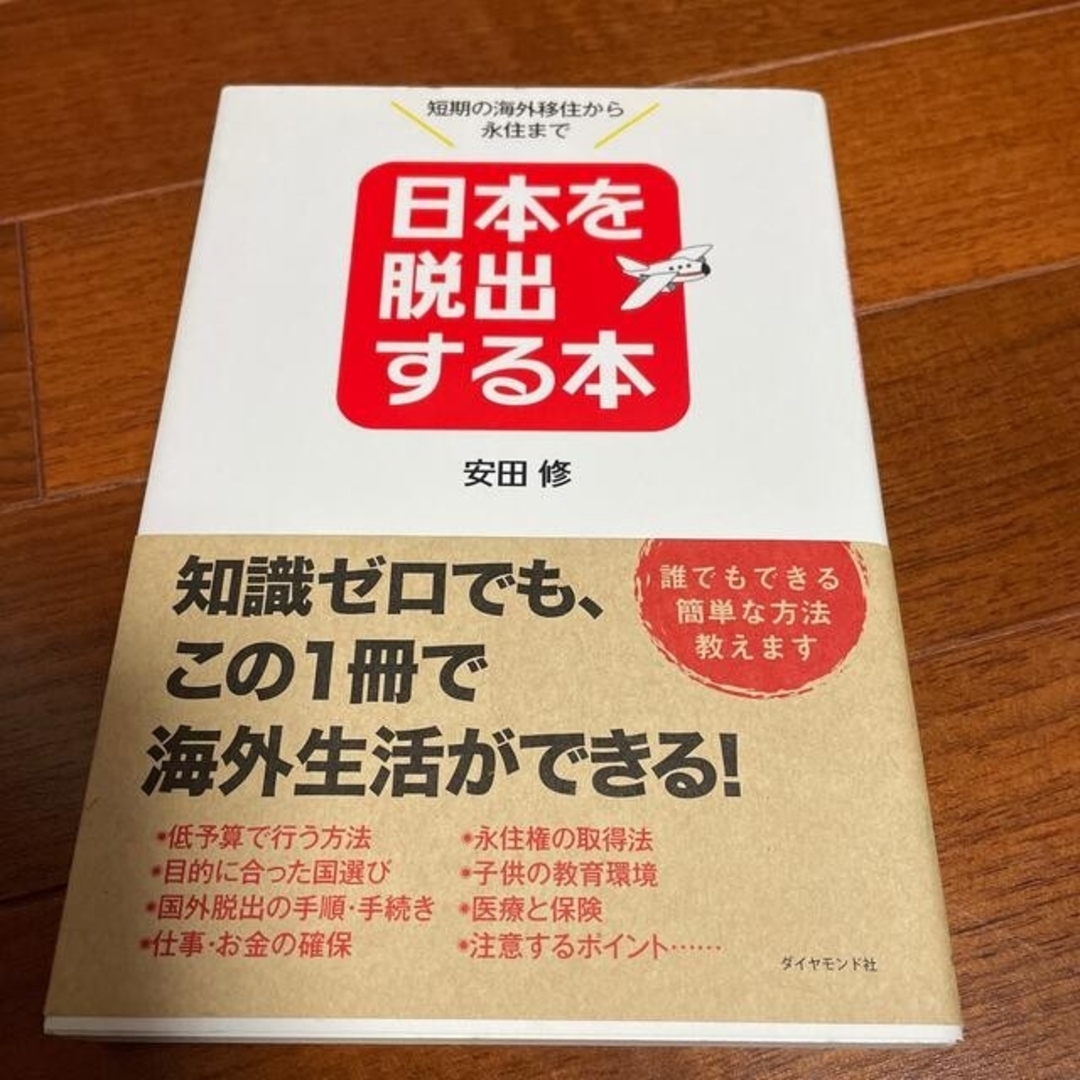 短期の海外移住から
永住まで
日本を
脱出
する本
安田 修
知識ゼロでも、
この1冊で
海外生活ができる!
誰でもできる
簡単な方法
教えます
•低予算で行う方法
•目的に合った国選び
•国外脱出の手順・手続き
•仕事・お金の確保
•永住権の取得法
•子供の教育環境
•医療と保険
•注意するポイント……
ダイヤモンド社